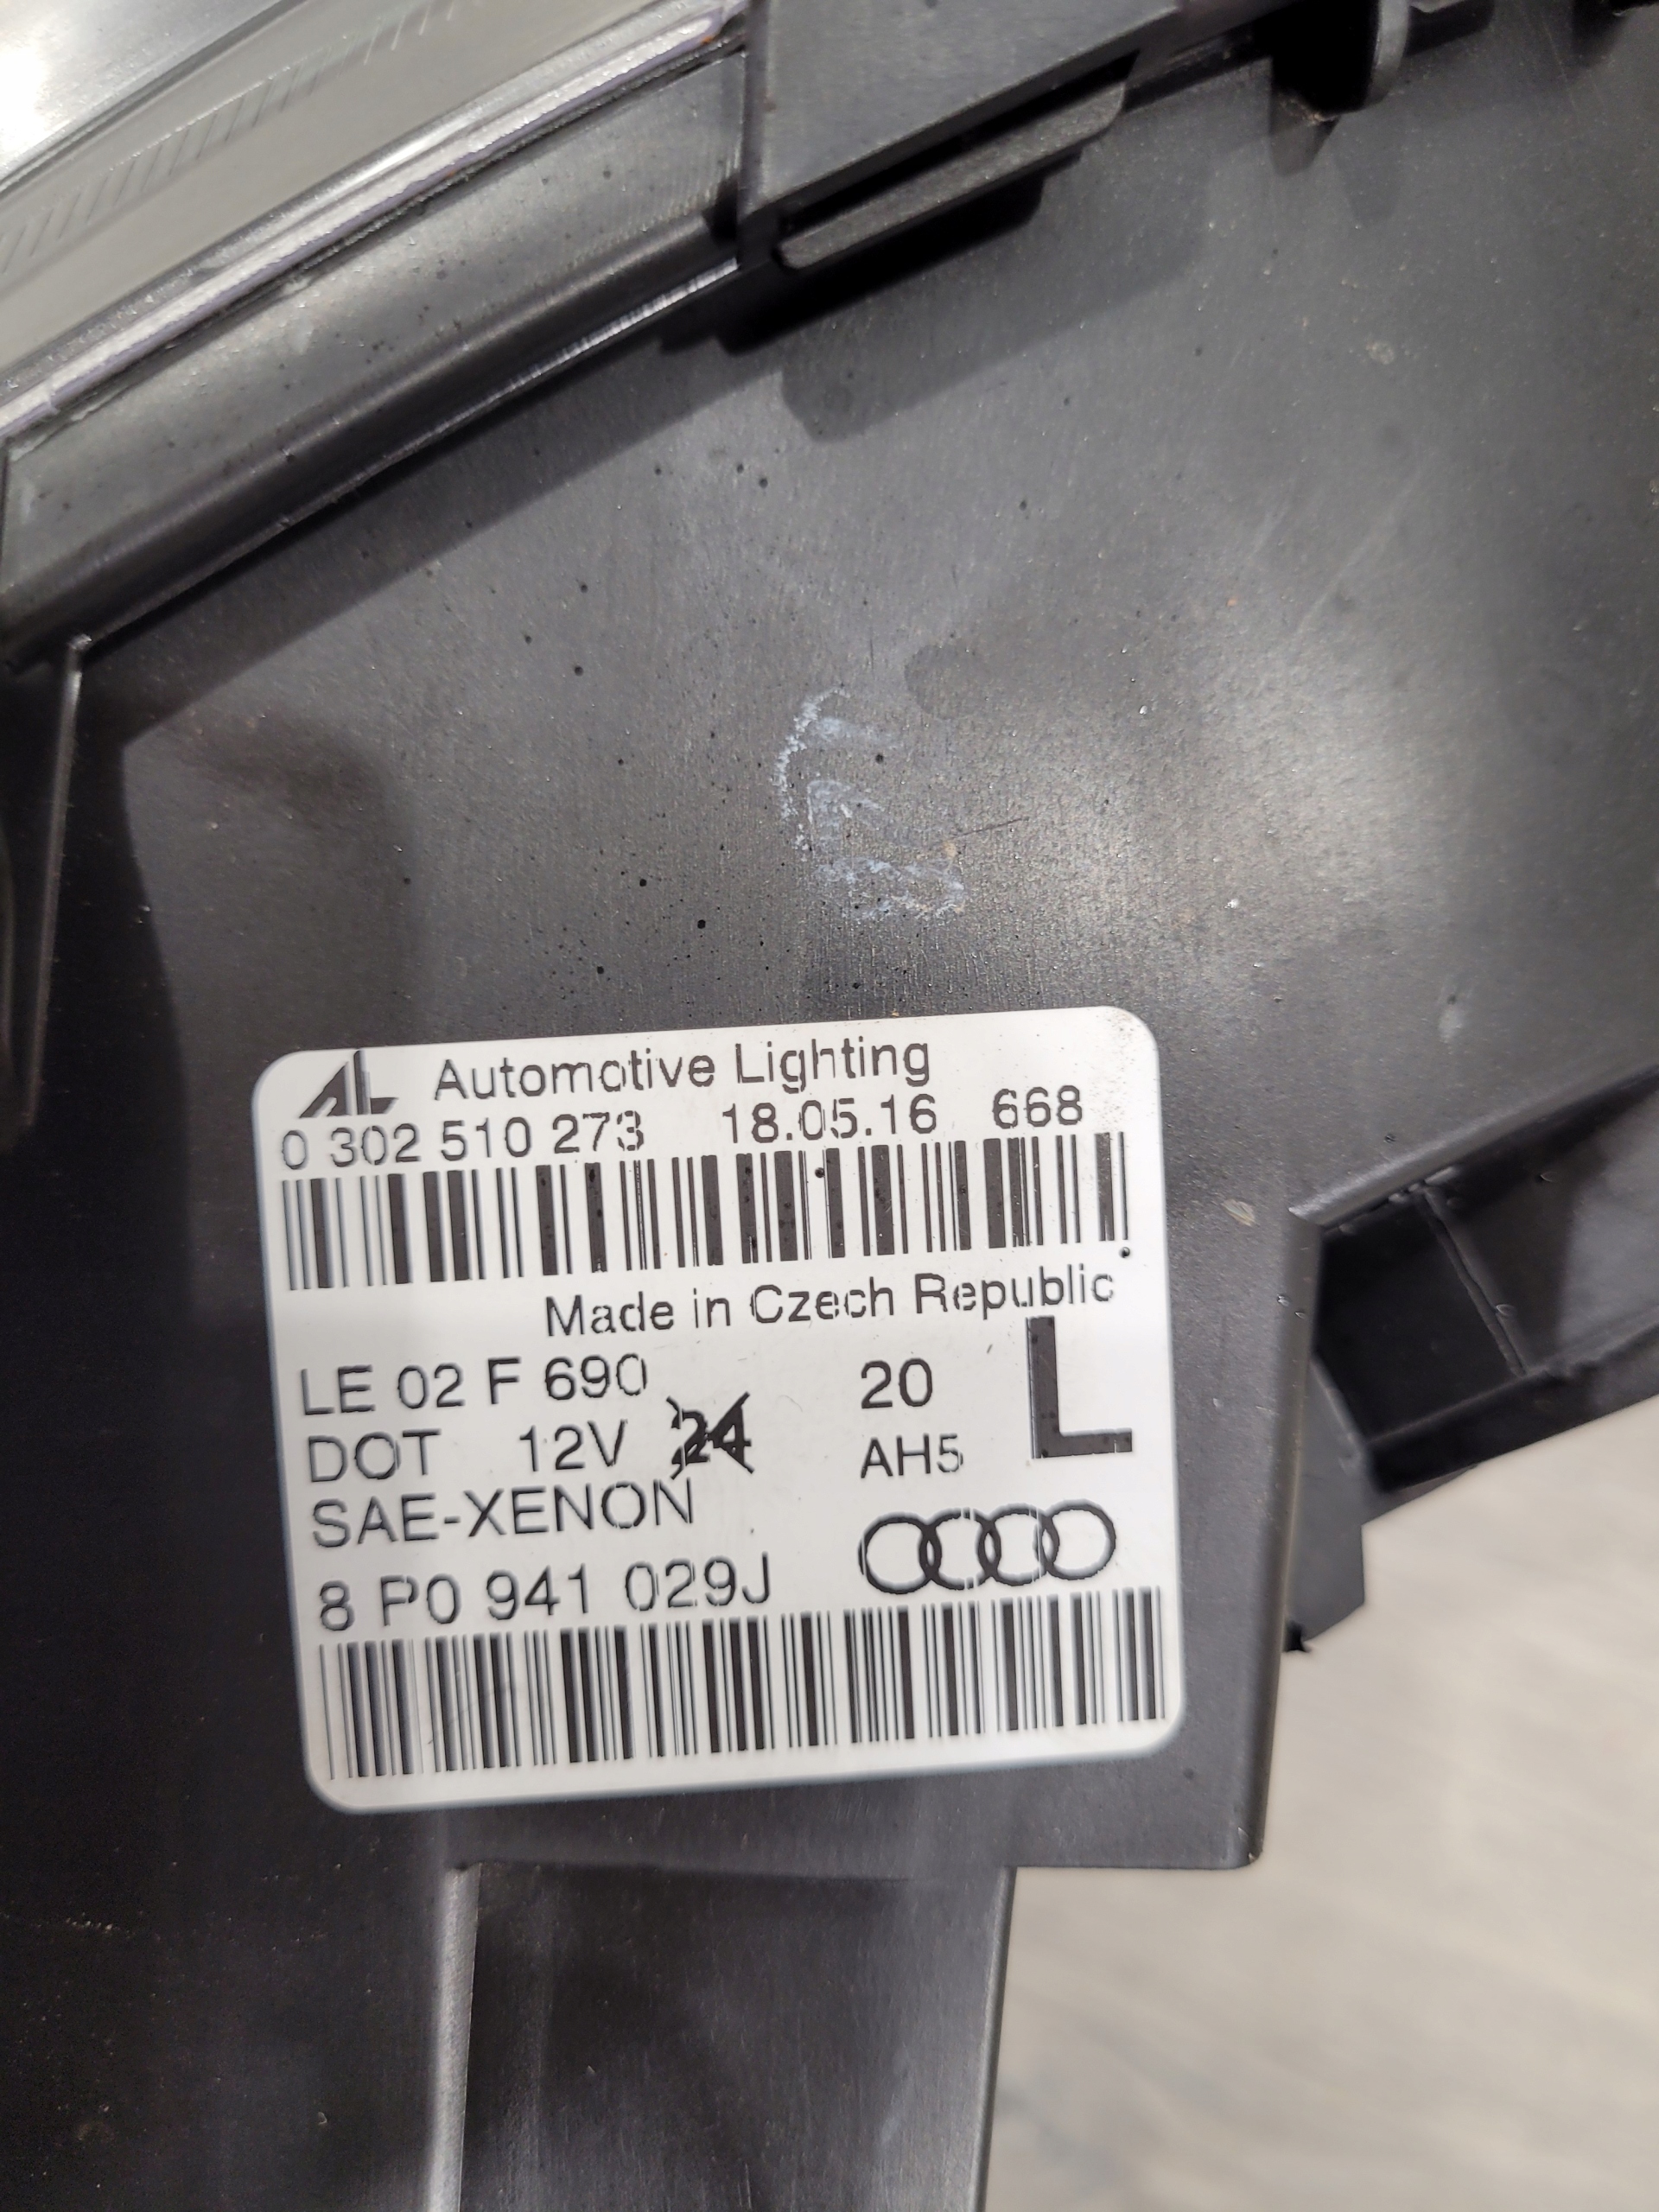 AL Automotive Lighting
0 302 510 273 18.05.16 668
Made in Czech Republic
LE 02 F 690 20 L
DOT 12V 24 AH5
SAE-XENON
8 P0 941 029J